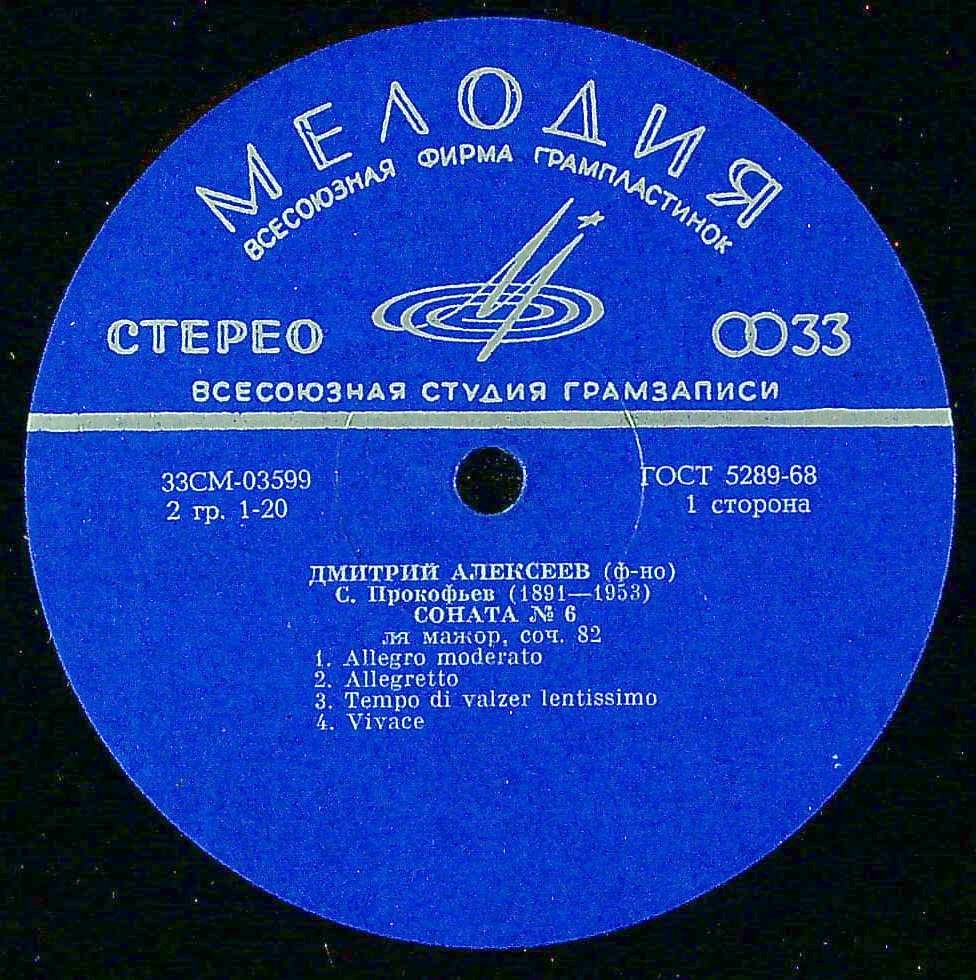 МЕЛОДИЯ
ВСЕСОЮЗНАЯ ФИРМА ГРАМПЛАСТИНОК
СТЕРЕО
33
ВСЕСОЮЗНАЯ СТУДИЯ ГРАМЗАПИСИ
33СМ-03599
ГОСТ 5289-68
2 гр. 1-20
1 сторона
ДМИТРИЙ АЛЕКСЕЕВ (ф-но)
С. Прокофьев (1891—1953)
СОНАТА № 6
ля мажор, соч. 82
1. Allegro moderato
2. Allegretto
3. Tempo di valzer lentissimo
4. Vivace